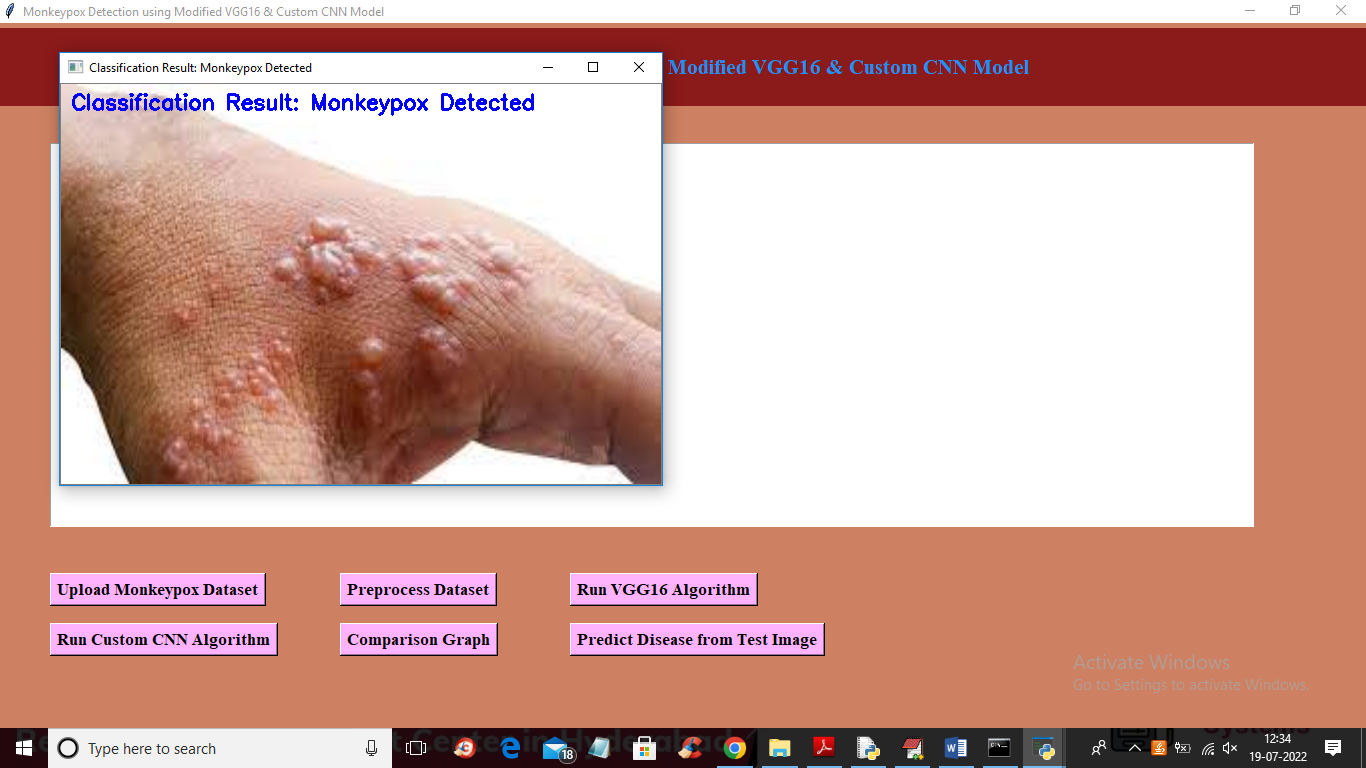 Monkeypox Detection using Modified VGG16 & Custom CNN Model
Modified VGG16 & Custom CNN Model
Classification Result: Monkeypox Detected
Classification Result: Monkeypox Detected
Upload Monkeypox Dataset
Preprocess Dataset
Run VGG16 Algorithm
Run Custom CNN Algorithm
Comparison Graph
Predict Disease from Test Image
Activate Windows
Go to Settings to activate Windows.
Type here to search
18
12:34
19-07-2022